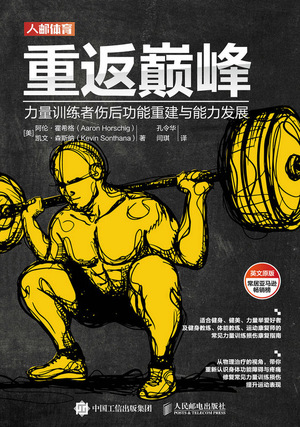 人邮体育
重返巅峰
力量训练者伤后功能重建与能力发展
[美] 阿伦·霍希格 (Aaron Horschig) 凯文·森斯纳 (Kevin Sonthana) 著
孔令华 闫琪 译
英文原版
常居亚马逊
畅销榜
适合健身、健美、力量举爱好者
及健身教练、体能教练、运动康复师的
常见力量训练损伤康复指南
从物理治疗的视角，带你
重新认识身体功能障碍与疼痛
修复常见力量训练损伤
提升运动表现
中国工信出版集团
人民邮电出版社
POSTS & TELECOM PRESS